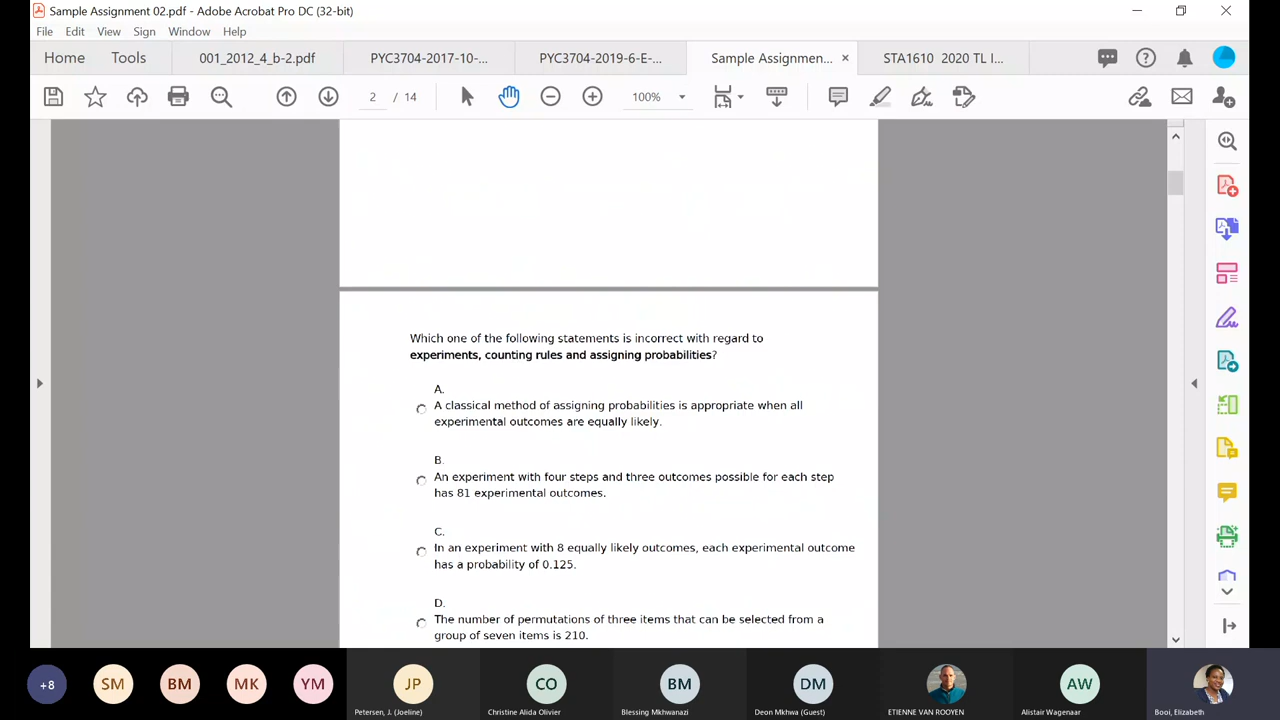 Sample Assignment 02.pdf - Adobe Acrobat Pro DC (32-bit)
File Edit View Sign Window Help
Home Tools 001_2012_4_b-2.pdf PYC3704-2017-10-... PYC3704-2019-6-E-... Sample Assignmen... × STA1610 2020 TL I...
2 / 14 100%
Which one of the following statements is incorrect with regard to
experiments, counting rules and assigning probabilities?
A.
A classical method of assigning probabilities is appropriate when all
experimental outcomes are equally likely.
B.
An experiment with four steps and three outcomes possible for each step
has 81 experimental outcomes.
C.
In an experiment with 8 equally likely outcomes, each experimental outcome
has a probability of 0.125.
D.
The number of permutations of three items that can be selected from a
group of seven items is 210.
+8 SM BM MK YM JP CO BM DM AW
Petersen, J. (Joeline) Christine Alida Olivier Blessing Mkhwanazi Deon Mkhwa (Guest) ETIENNE VAN ROOYEN Alistair Wagenaar Booi, Elizabeth